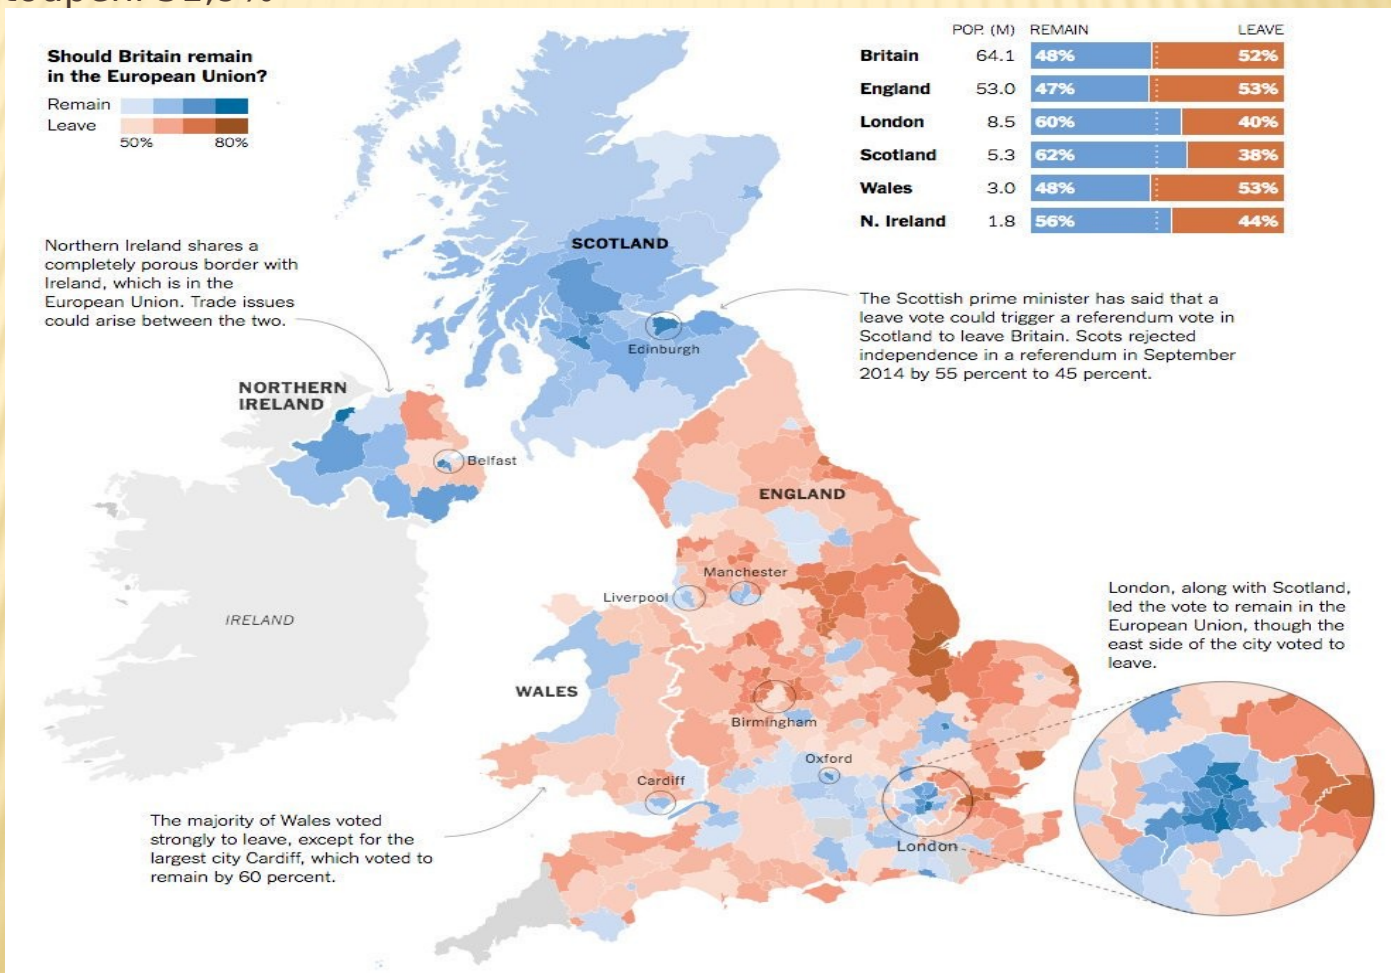 Should Britain remain
in the European Union?
Remain
Leave
50% 80%
POP. (M) REMAIN LEAVE
Britain 64.1 48% 52%
England 53.0 47% 53%
London 8.5 60% 40%
Scotland 5.3 62% 38%
Wales 3.0 48% 53%
N. Ireland 1.8 56% 44%
Northern Ireland shares a
completely porous border with
Ireland, which is in the
European Union. Trade issues
could arise between the two.
SCOTLAND
The Scottish prime minister has said that a
leave vote could trigger a referendum vote in
Scotland to leave Britain. Scots rejected
independence in a referendum in September
2014 by 55 percent to 45 percent.
Edinburgh
NORTHERN
IRELAND
Belfast
ENGLAND
Manchester
Liverpool
IRELAND
London, along with Scotland,
led the vote to remain in the
European Union, though the
east side of the city voted to
leave.
WALES
Birmingham
Oxford
Cardiff
London
The majority of Wales voted
strongly to leave, except for the
largest city Cardiff, which voted to
remain by 60 percent.